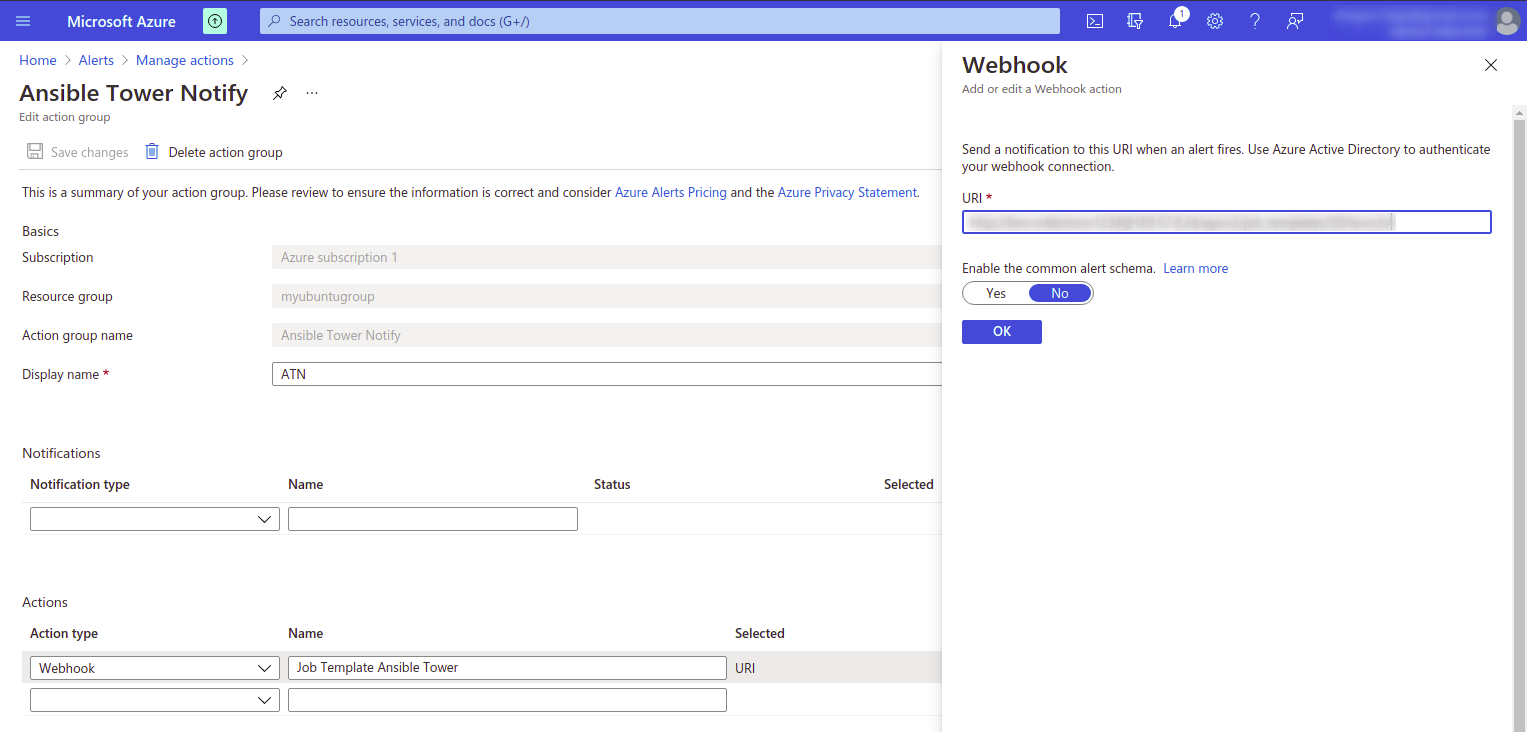 Microsoft Azure
Search resources, services, and docs (G+/)
1
Home > Alerts > Manage actions >
Ansible Tower Notify
...
Edit action group
Save changes
Delete action group
This is a summary of your action group. Please review to ensure the information is correct and consider Azure Alerts Pricing and the Azure Privacy Statement.
Basics
Subscription
Azure subscription 1
Resource group
myubuntugroup
Action group name
Ansible Tower Notify
Display name *
ATN
Notifications
Notification type Name Status Selected
Actions
Action type Name Selected
Webhook Job Template Ansible Tower URI
Webhook
Add or edit a Webhook action
Send a notification to this URI when an alert fires. Use Azure Active Directory to authenticate
your webhook connection.
URI *
Enable the common alert schema. Learn more
Yes No
OK